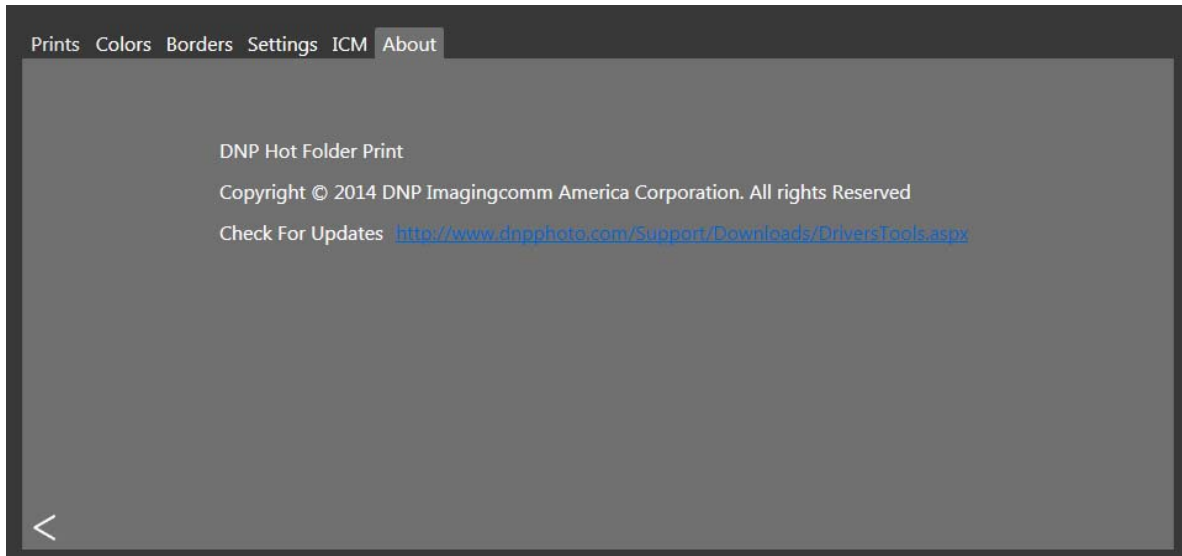 Prints Colors Borders Settings ICM About
DNP Hot Folder Print
Copyright © 2014 DNP Imagingcomm America Corporation. All rights Reserved
Check For Updates http://www.dnpphoto.com/Support/Downloads/DriversTools.aspx
<